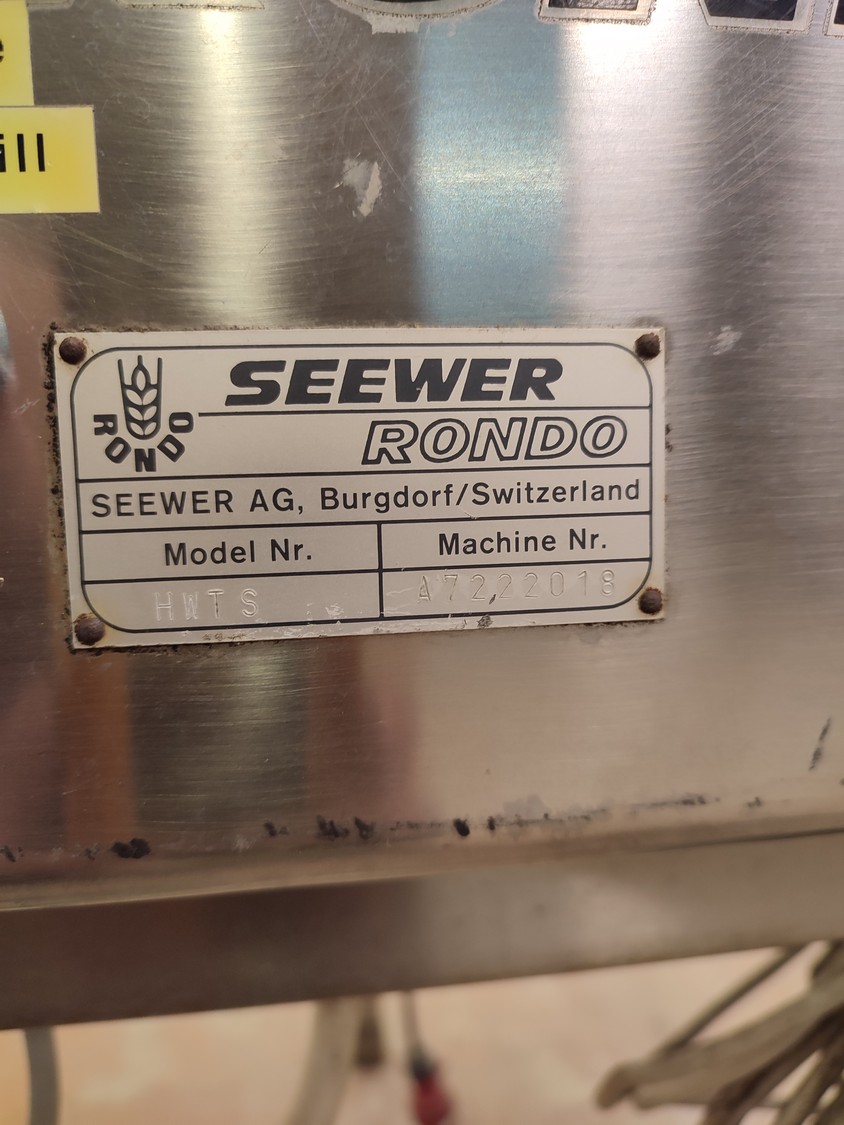 ill
SEEWER
RONDO
RONDO
SEEWER AG, Burgdorf/Switzerland
Model Nr.
Machine Nr.
HWTS
A7222018